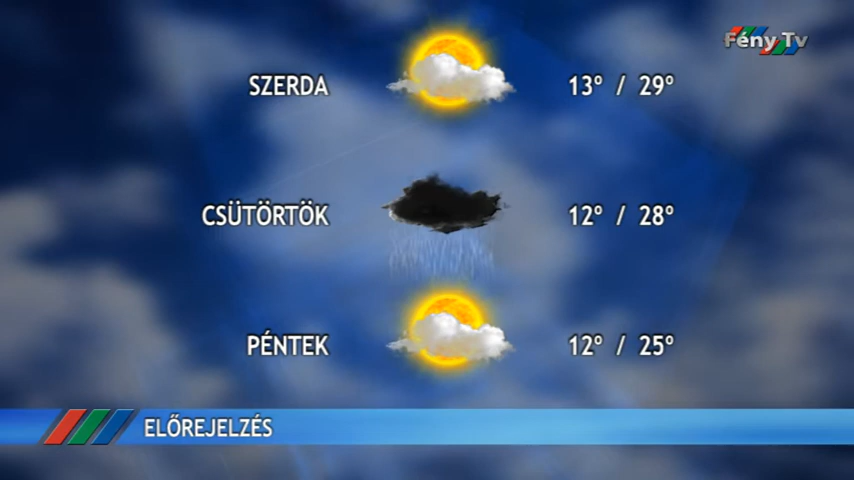 Fény Tv
SZERDA 13° / 29°
CSÜTÖRTÖK 12° / 28°
PÉNTEK 12° / 25°
ELŐREJELZÉS